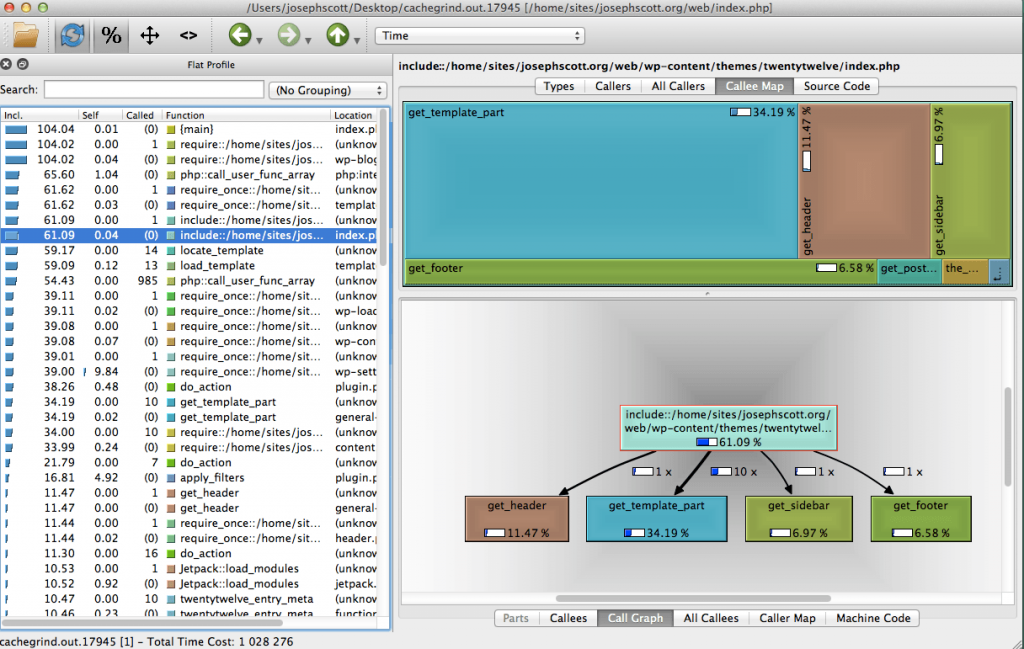 /Users/josephscott/Desktop/cachegrind.out.17945 [/home/sites/josephscott.org/web/index.php]
% <> Time
Flat Profile
Search: (No Grouping)
Incl. Self Called Function Location
104.04 0.01 (0) {main} index.pl
104.02 0.00 1 require::/home/sites/jos... (unknov
104.02 0.04 (0) require::/home/sites/jos... wp-blog
65.60 1.04 (0) php::call_user_func_array php:inte
61.62 0.00 1 require_once::/home/sit... (unknov
61.62 0.03 (0) require_once::/home/sit... templat
61.09 0.00 1 include::/home/sites/jos... (unknov
61.09 0.04 (0) include::/home/sites/jos... index.pl
59.17 0.00 14 locate_template (unknov
59.09 0.12 13 load_template templat
54.43 0.00 985 php::call_user_func_array (unknov
39.11 0.00 1 require_once::/home/sit... (unknov
39.11 0.02 (0) require_once::/home/sit... wp-load
39.08 0.00 1 require_once::/home/sit... (unknov
39.08 0.07 (0) require_once::/home/sit... wp-con
39.01 0.00 1 require_once::/home/sit... (unknov
39.00 9.84 (0) require_once::/home/sit... wp-sett
38.26 0.48 (0) do_action plugin.p
34.19 0.00 10 get_template_part (unknov
34.19 0.02 (0) get_template_part general-
34.00 0.00 10 require::/home/sites/jos... (unknov
33.99 0.24 (0) require::/home/sites/jos... content
21.79 0.00 7 do_action (unknov
16.81 4.92 (0) apply_filters plugin.p
11.47 0.00 1 get_header (unknov
11.47 0.00 (0) get_header general-
11.44 0.00 1 require_once::/home/sit... (unknov
11.44 0.02 (0) require_once::/home/sit... header.p
11.30 0.00 16 do_action (unknov
10.53 0.00 1 Jetpack::load_modules (unknov
10.52 0.92 (0) Jetpack::load_modules jetpack.
10.47 0.00 10 twentytwelve_entry_meta (unknov
10.46 0.23 (0) twentytwelve_entry_meta function
include::/home/sites/josephscott.org/web/wp-content/themes/twentytwelve/index.php
Types Callers All Callers Callee Map Source Code
get_template_part 34.19 %
get_header 11.47 %
get_sidebar 6.97 %
get_footer 6.58 % get_post... the_... t...
include::/home/sites/josephscott.org/
web/wp-content/themes/twentytwel...
61.09 %
1 x 10 x 1 x 1 x
get_header get_template_part get_sidebar get_footer
11.47 % 34.19 % 6.97 % 6.58 %
Parts Callees Call Graph All Callees Caller Map Machine Code
cachegrind.out.17945 [1] - Total Time Cost: 1 028 276